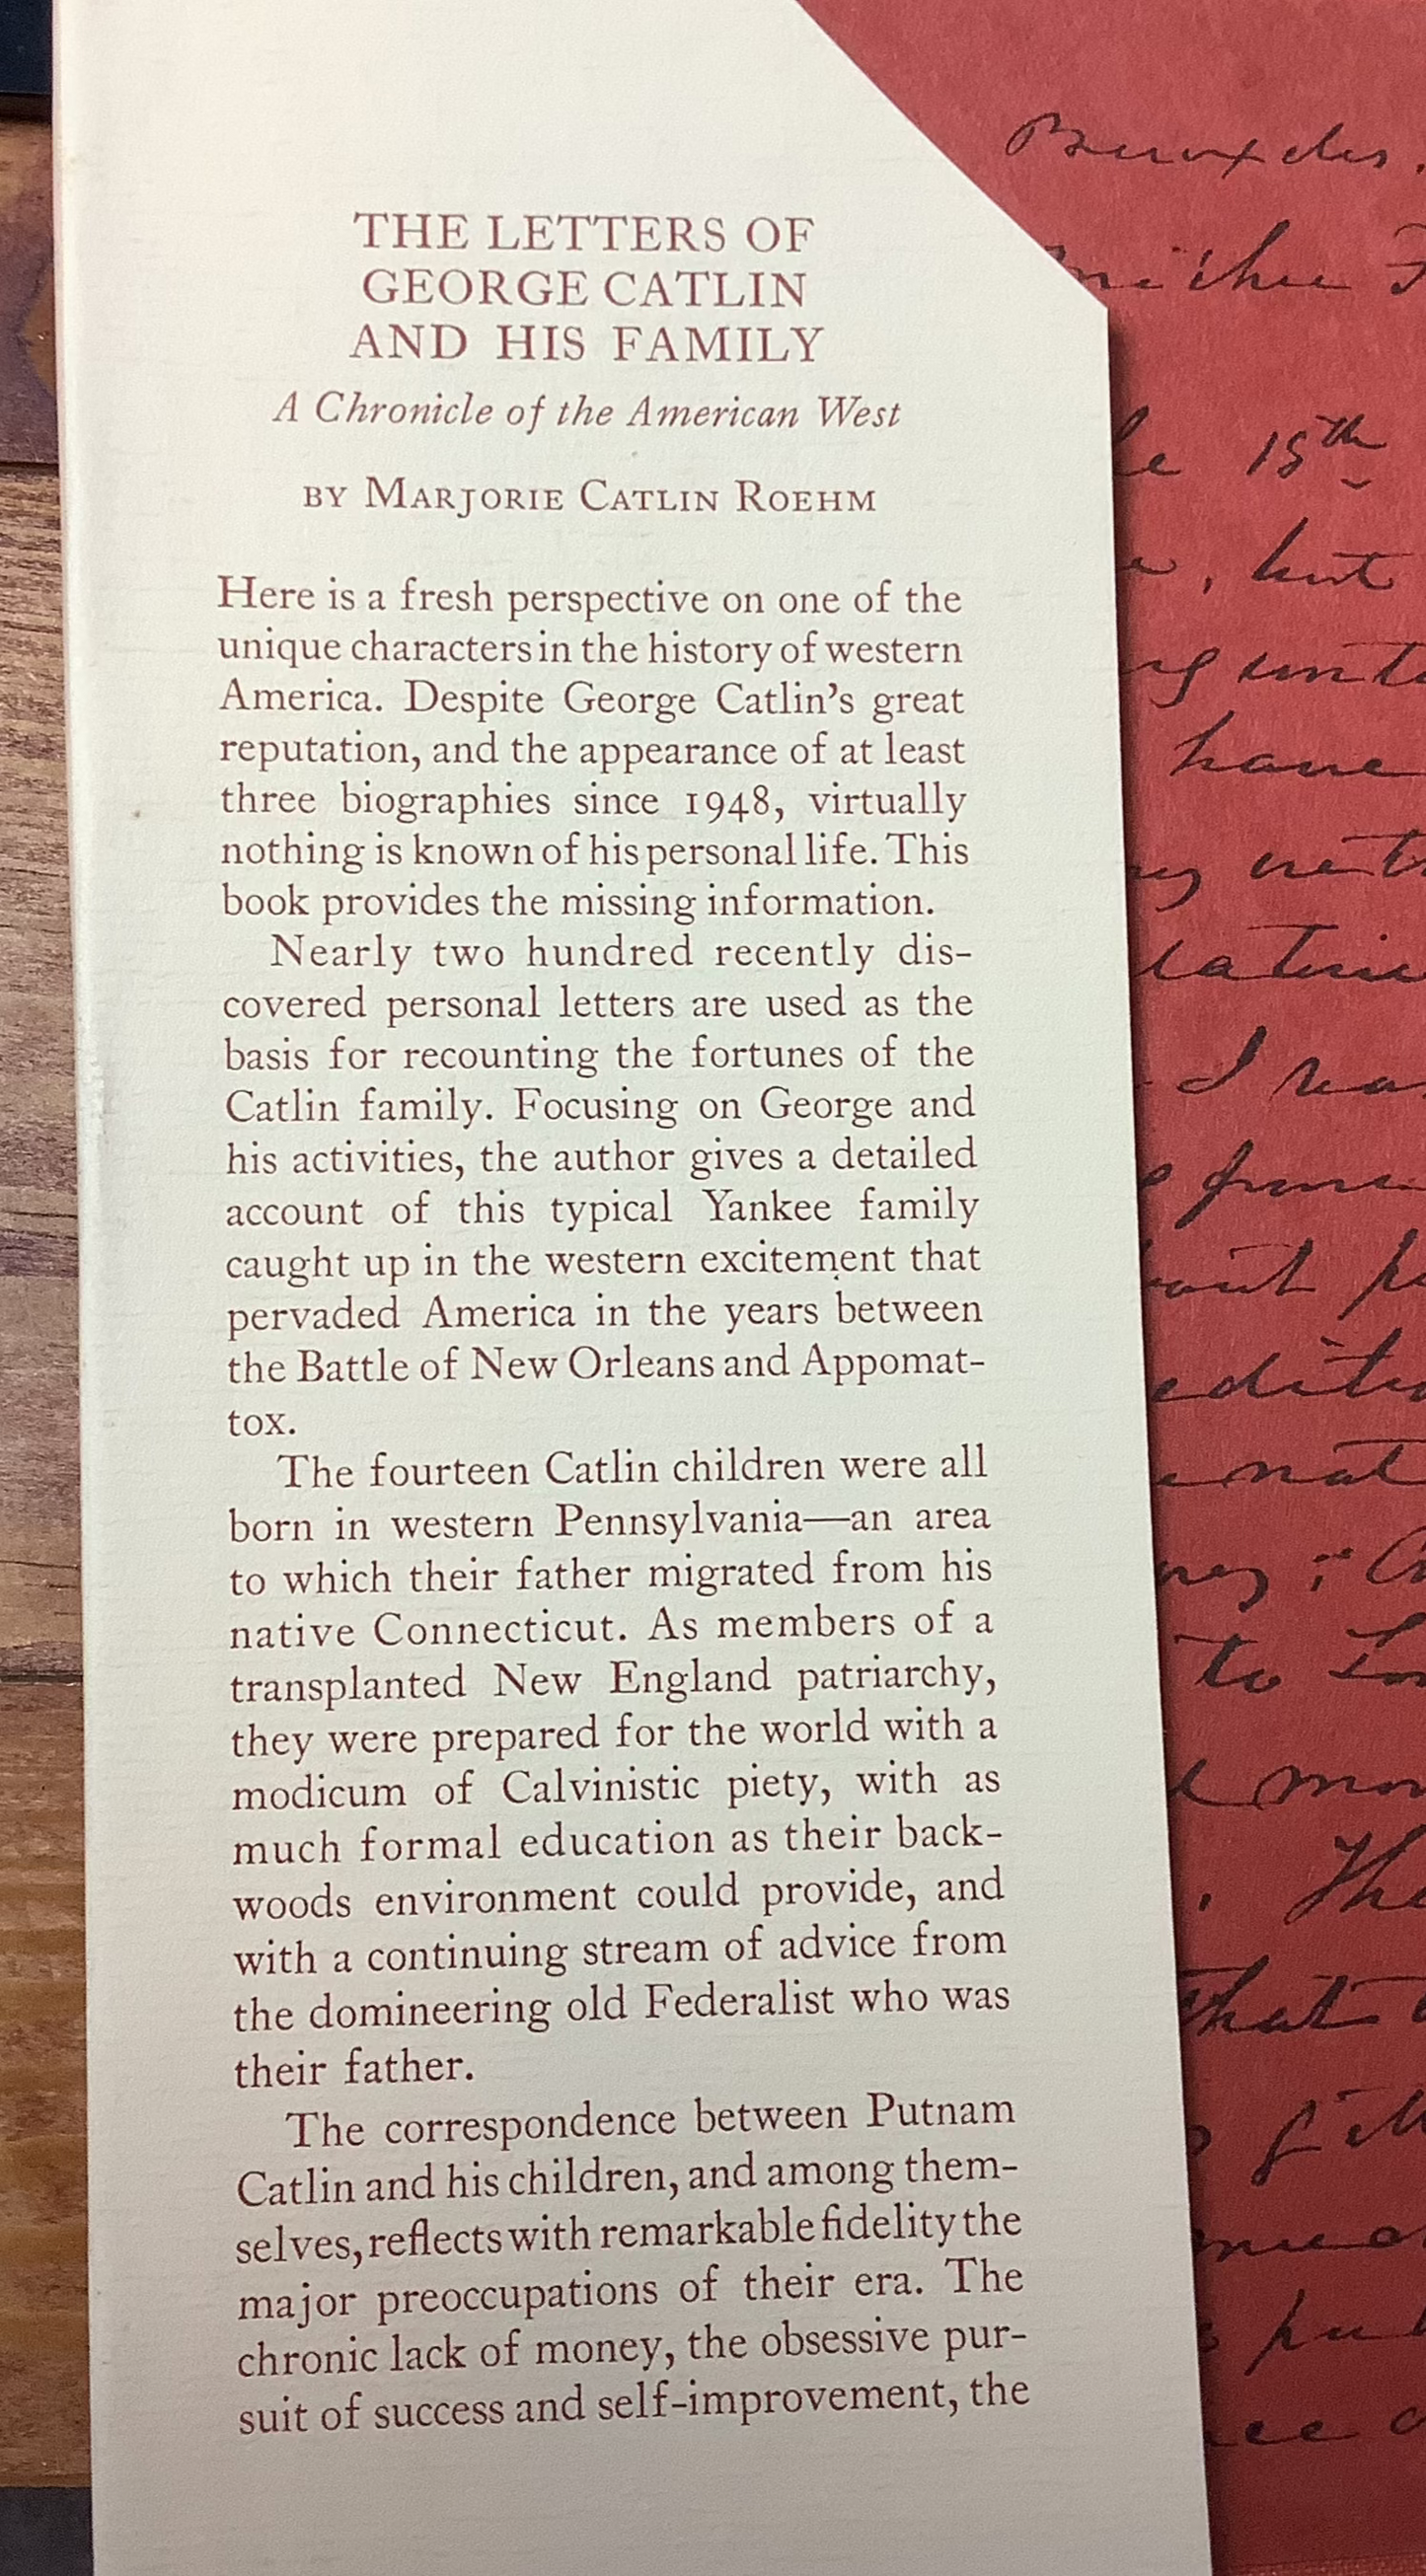 THE LETTERS OF
GEORGE CATLIN
AND HIS FAMILY
A Chronicle of the American West
BY MARJORIE CATLIN ROEHM
Here is a fresh perspective on one of the
unique characters in the history of western
America. Despite George Catlin's great
reputation, and the appearance of at least
three biographies since 1948, virtually
nothing is known of his personal life. This
book provides the missing information.
Nearly two hundred recently dis-
covered personal letters are used as the
basis for recounting the fortunes of the
Catlin family. Focusing on George and
his activities, the author gives a detailed
account of this typical Yankee family
caught up in the western excitement that
pervaded America in the years between
the Battle of New Orleans and Appomat-
tox.
The fourteen Catlin children were all
born in western Pennsylvania—an area
to which their father migrated from his
native Connecticut. As members of a
transplanted New England patriarchy,
they were prepared for the world with a
modicum of Calvinistic piety, with as
much formal education as their back-
woods environment could provide, and
with a continuing stream of advice from
the domineering old Federalist who was
their father.
The correspondence between Putnam
Catlin and his children, and among them-
selves, reflects with remarkable fidelity the
major preoccupations of their era. The
chronic lack of money, the obsessive pur-
suit of success and self-improvement, the
15th
but
have
I
to
The
that